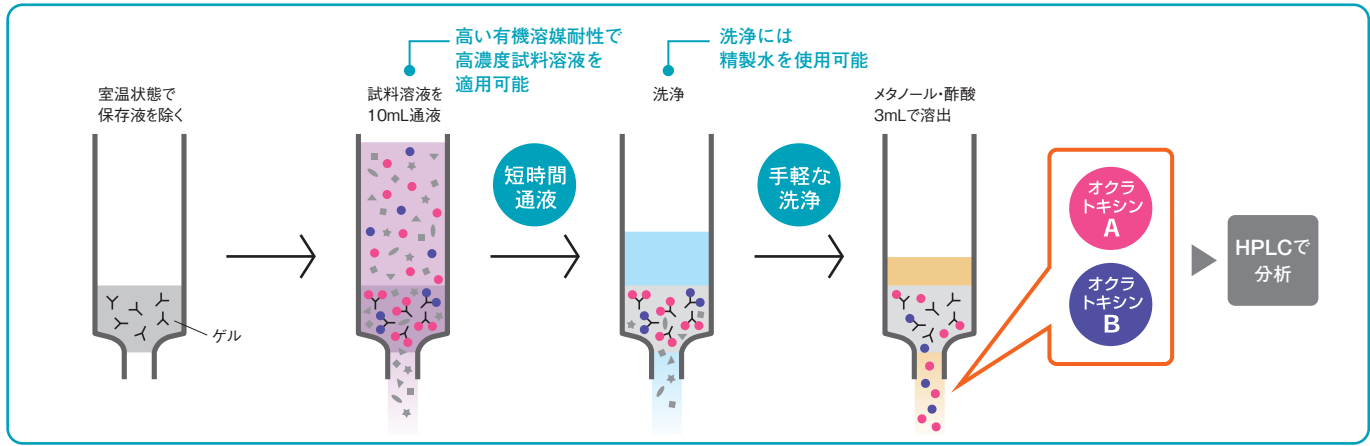 室温状態で
保存液を除く
ゲル
高い有機溶媒耐性で
高濃度試料溶液を
適用可能
試料溶液を
10mL通液
短時間
通液
洗浄には
精製水を使用可能
洗浄
手軽な
洗浄
メタノール・酢酸
3mLで溶出
オクラ
トキシン
A
オクラ
トキシン
B
HPLCで
分析